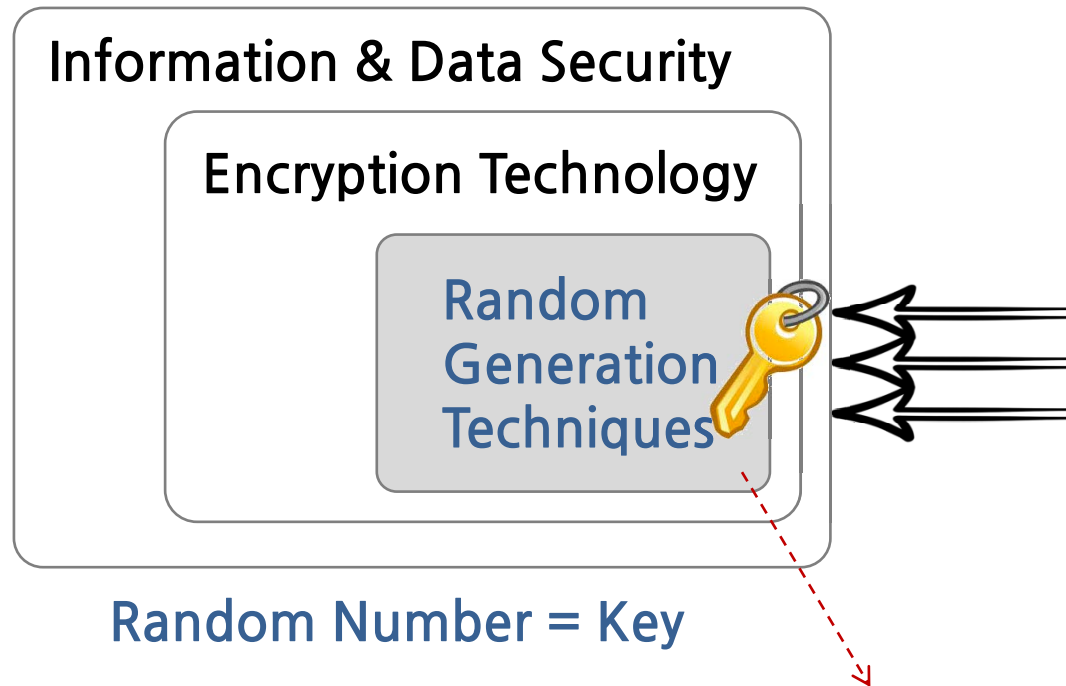 Information & Data Security
Encryption Technology
Random
Generation
Techniques
Random Number = Key